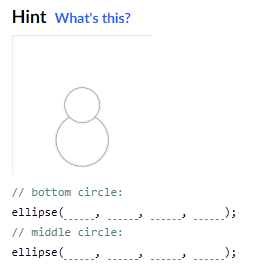 Hint What's this?
// bottom circle:
ellipse(_____, _____, _____, _____);
// middle circle:
ellipse(_____, _____, _____, _____);